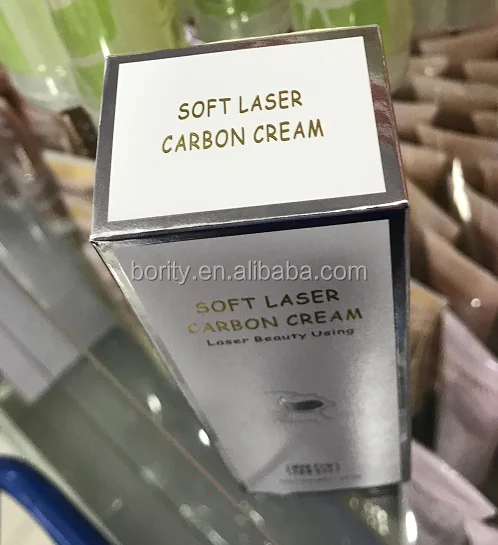 SOFT LASER
CARBON CREAM
bority.en.alibaba.com
SOFT LASER
CARBON CREAM
Laser Beauty Using